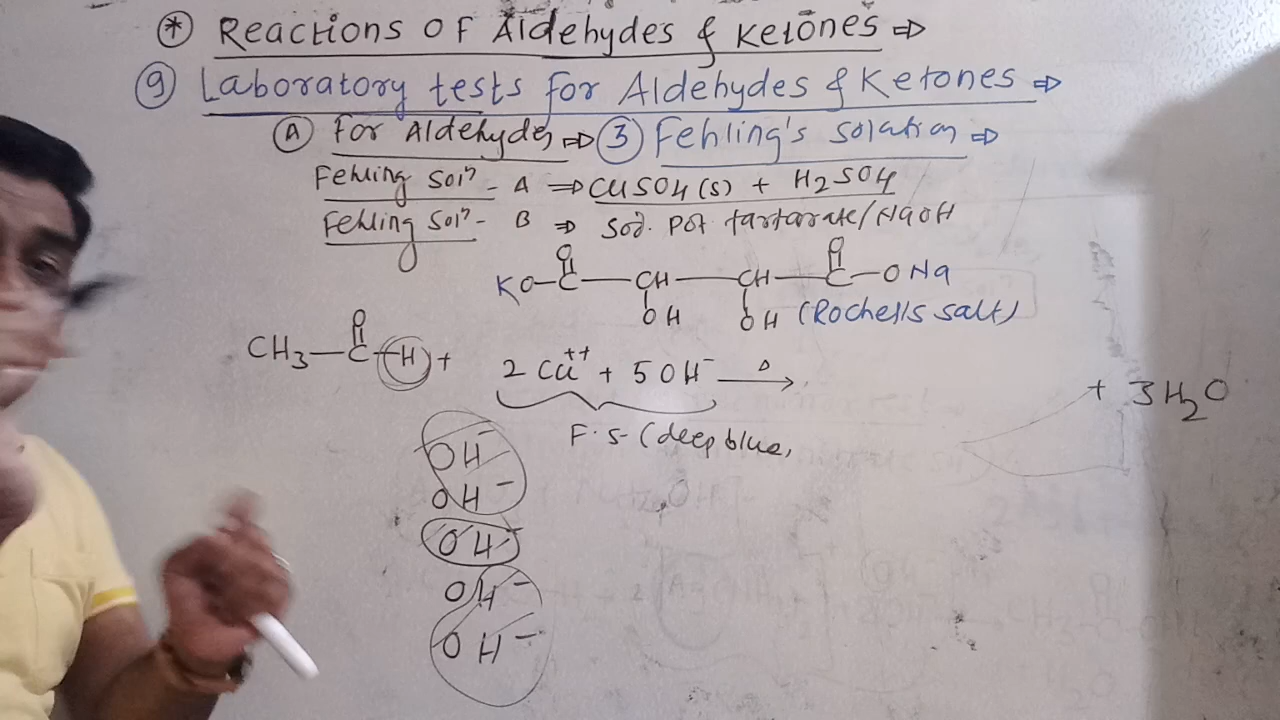 * Reactions of Aldehydes & Ketones ⇒
9 Laboratory tests for Aldehydes & Ketones ⇒
A For Aldehydes ⇒ 3 Fehling's solution ⇒
Fehling Solⁿ - A ⇒ CuSO4(s) + H2SO4
Fehling Solⁿ - B ⇒ Sod. Pot tartarate/NaOH
O O
KO—C—CH—CH—C—ONa
OH OH (Rochells salt)
O
CH3—C—H + 2 Cu++ + 5 OH- Δ→ + 3H2O
F.S- (deep blue,
OH-
OH-
OH-
OH-
OH-